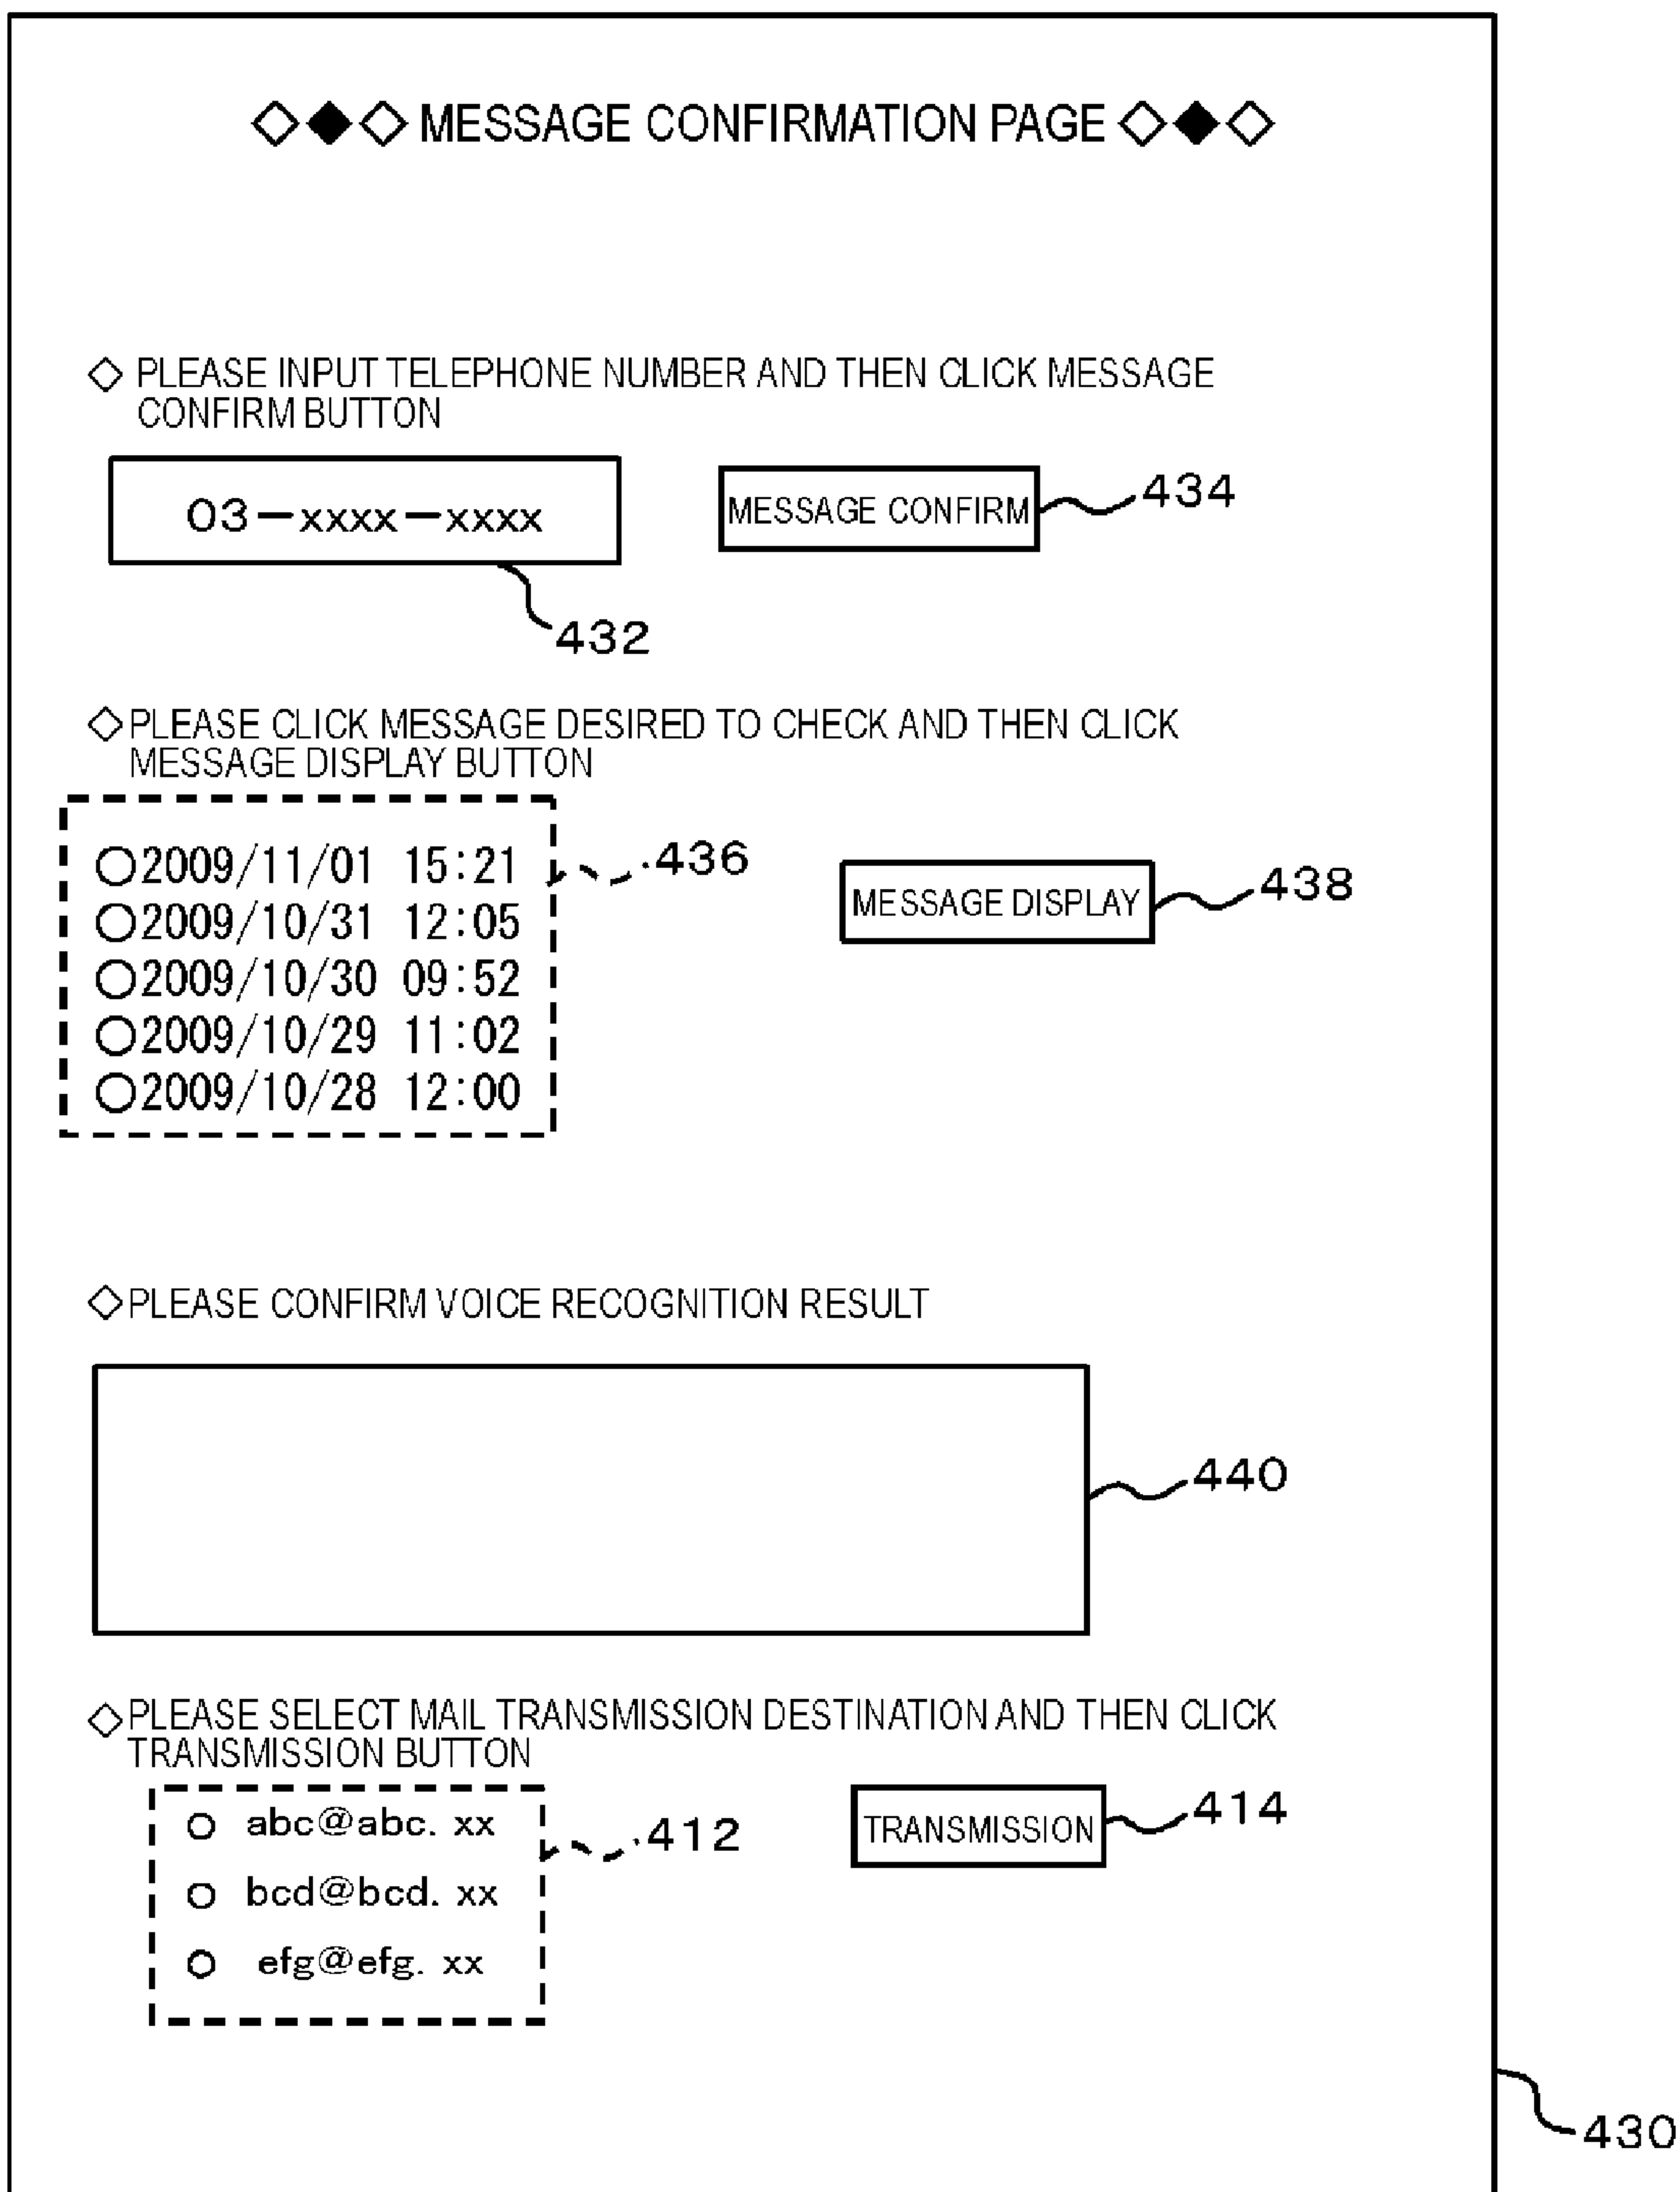 ◇◆◇ MESSAGE CONFIRMATION PAGE ◇◆◇
◇ PLEASE INPUT TELEPHONE NUMBER AND THEN CLICK MESSAGE
CONFIRM BUTTON
03-xxxx-xxxx
MESSAGE CONFIRM
434
432
◇ PLEASE CLICK MESSAGE DESIRED TO CHECK AND THEN CLICK
MESSAGE DISPLAY BUTTON
○2009/11/01 15:21
○2009/10/31 12:05
○2009/10/30 09:52
○2009/10/29 11:02
○2009/10/28 12:00
436
MESSAGE DISPLAY
438
◇ PLEASE CONFIRM VOICE RECOGNITION RESULT
440
◇ PLEASE SELECT MAIL TRANSMISSION DESTINATION AND THEN CLICK
TRANSMISSION BUTTON
○ abc@abc. xx
○ bcd@bcd. xx
○ efg@efg. xx
412
TRANSMISSION
414
430